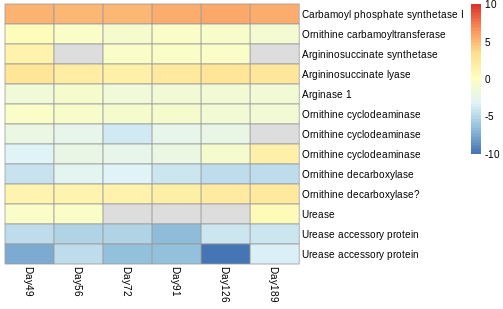 Carbamoyl phosphate synthetase I
Ornithine carbamoyltransferase
Argininosuccinate synthetase
Argininosuccinate lyase
Arginase 1
Ornithine cyclodeaminase
Ornithine cyclodeaminase
Ornithine cyclodeaminase
Ornithine decarboxylase
Ornithine decarboxylase?
Urease
Urease accessory protein
Urease accessory protein
Day49
Day56
Day72
Day91
Day126
Day189
10
5
0
-5
-10